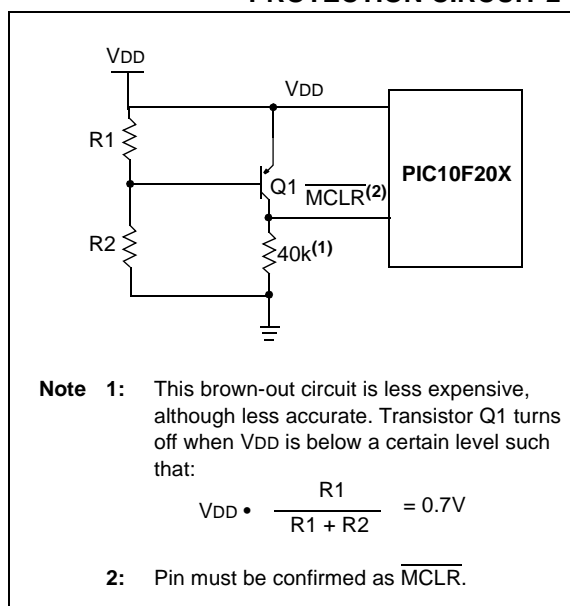 PROTECTION CIRCUIT 2
VDD
VDD
R1
Q1
MCLR(2)
PIC10F20X
R2
40k(1)
Note 1: This brown-out circuit is less expensive,
although less accurate. Transistor Q1 turns
off when VDD is below a certain level such
that:
VDD • R1 / R1 + R2 = 0.7V
2: Pin must be confirmed as MCLR.